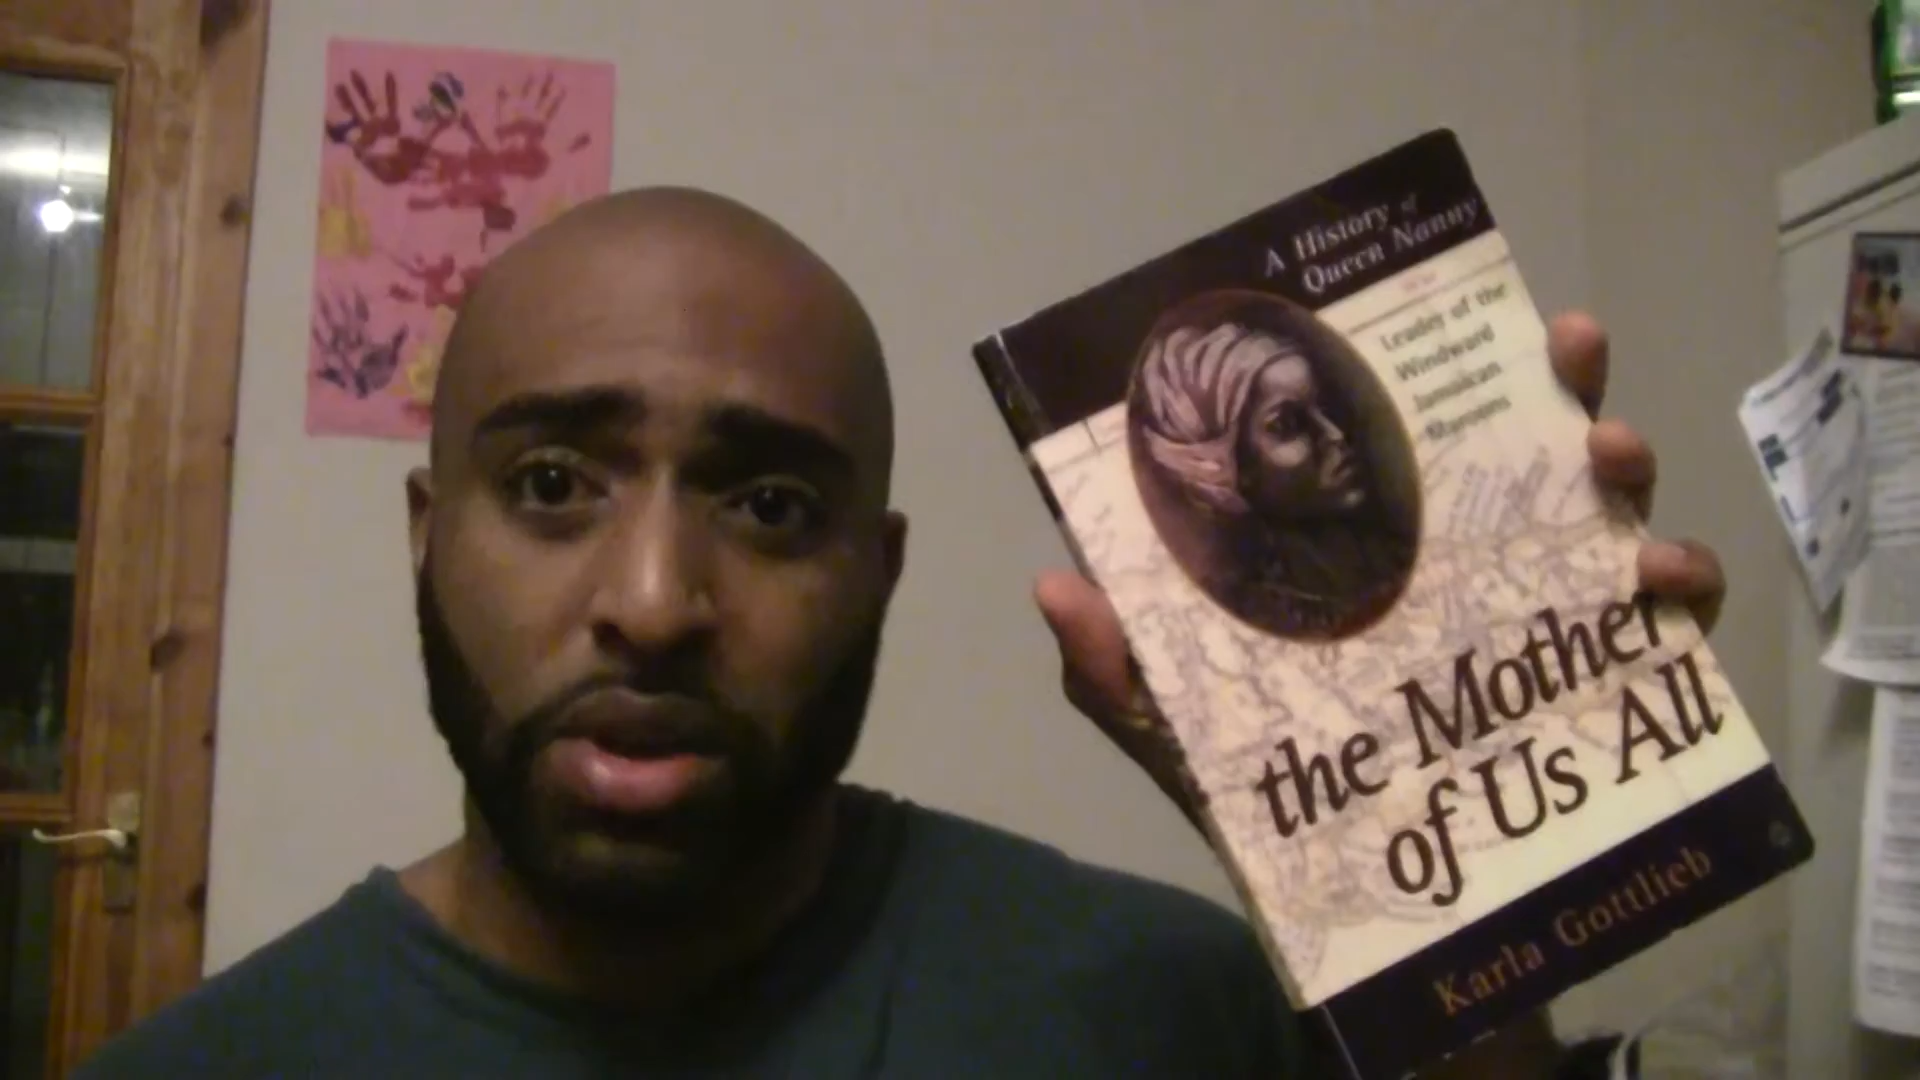 A History of
Queen Nanny
Leader of the
Windward
Jamaican
Maroons
the Mother
of Us All
Karla Gottlieb